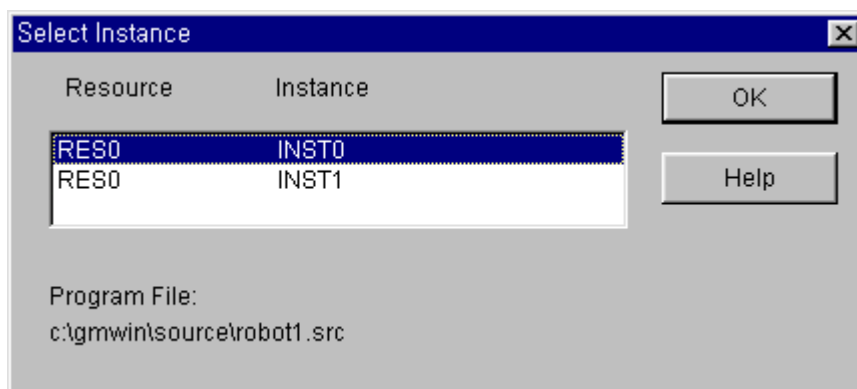 Select Instance
Resource Instance
OK
RES0 INST0
RES0 INST1
Help
Program File:
c:\gmwin\source\robot1.src